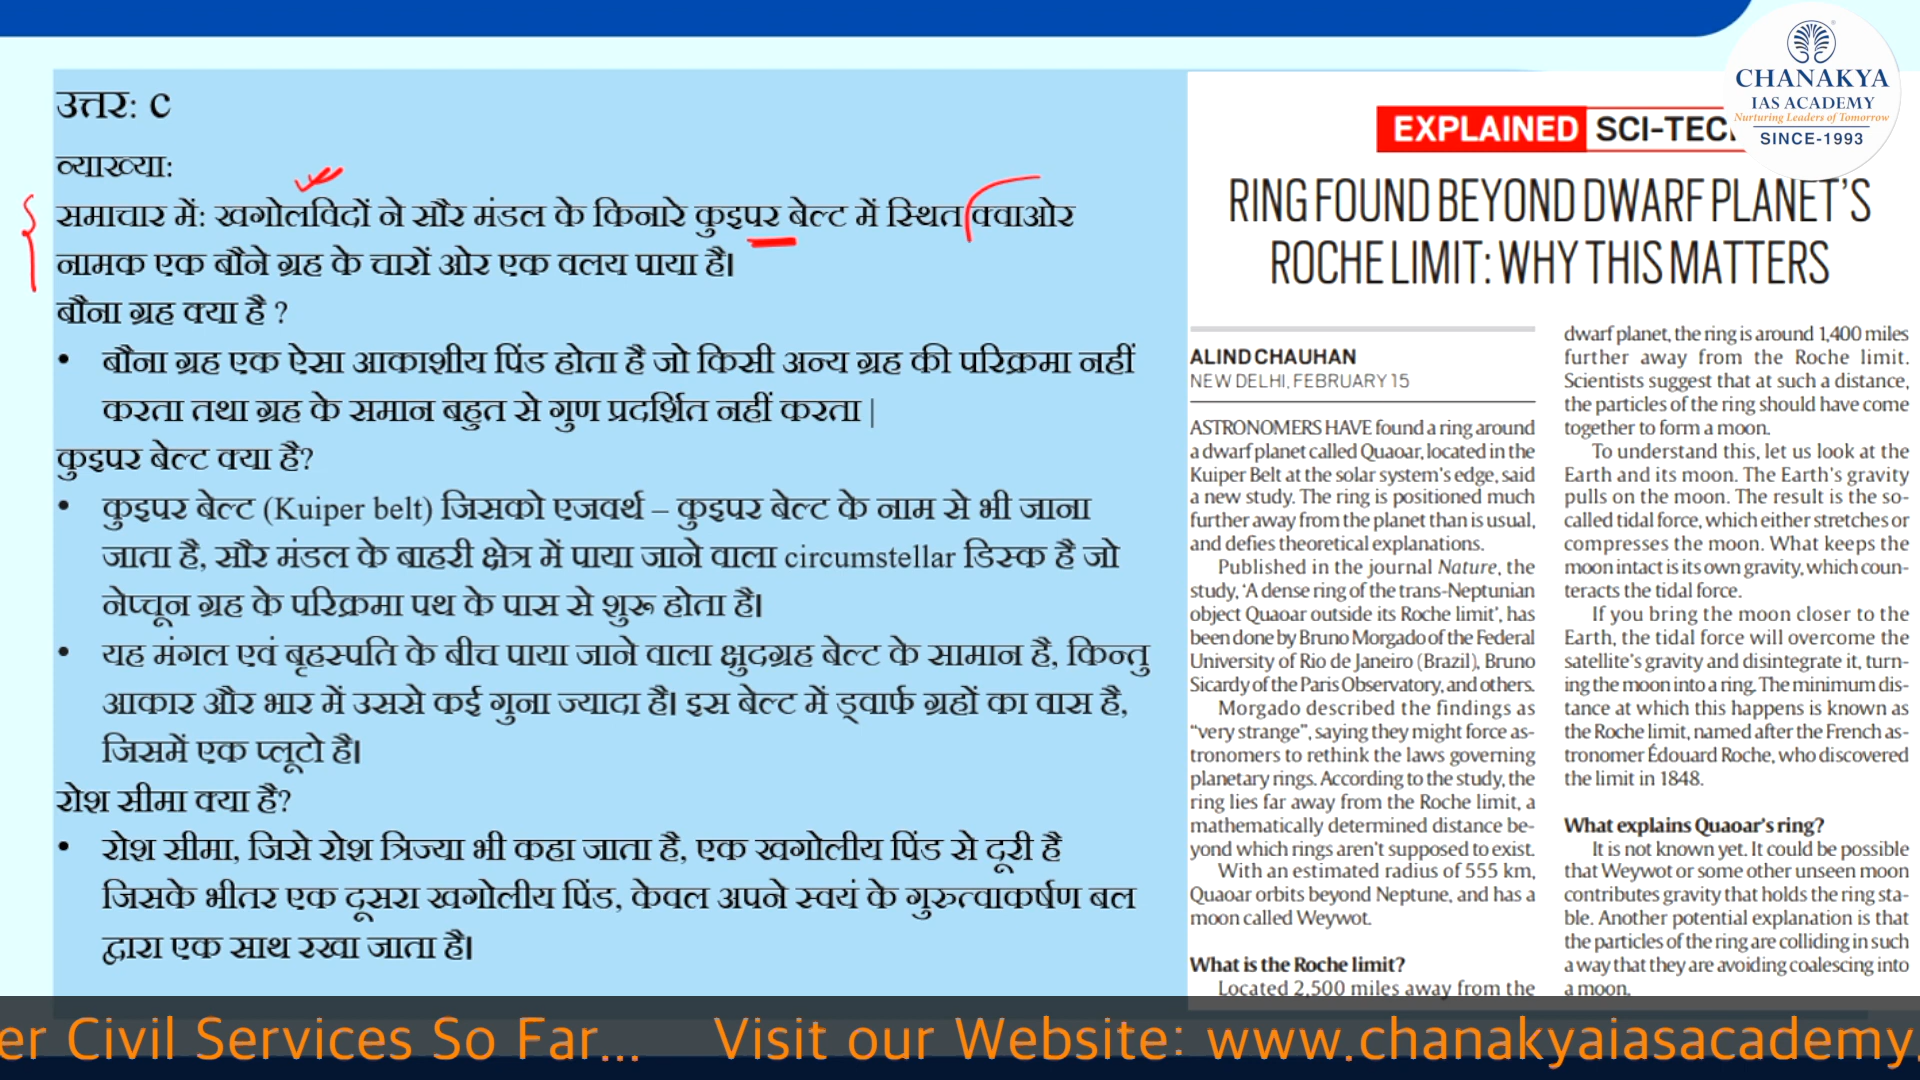 उत्तर: C
व्याख्या:
समाचार में: खगोलविदों ने सौर मंडल के किनारे कुइपर बेल्ट में स्थित क्वाओर
नामक एक बौने ग्रह के चारों ओर एक वलय पाया है।
बौना ग्रह क्या है ?
• बौना ग्रह एक ऐसा आकाशीय पिंड होता है जो किसी अन्य ग्रह की परिक्रमा नहीं
करता तथा ग्रह के समान बहुत से गुण प्रदर्शित नहीं करता |
कुइपर बेल्ट क्या है?
• कुइपर बेल्ट (Kuiper belt) जिसको एजवर्थ – कुइपर बेल्ट के नाम से भी जाना
जाता है, सौर मंडल के बाहरी क्षेत्र में पाया जाने वाला circumstellar डिस्क है जो
नेप्चून ग्रह के परिक्रमा पथ के पास से शुरू होता है।
• यह मंगल एवं बृहस्पति के बीच पाया जाने वाला क्षुदग्रह बेल्ट के सामान है, किन्तु
आकार और भार में उससे कई गुना ज्यादा है। इस बेल्ट में ड्वार्फ ग्रहों का वास है,
जिसमें एक प्लूटो है।
रोश सीमा क्या है?
• रोश सीमा, जिसे रोश त्रिज्या भी कहा जाता है, एक खगोलीय पिंड से दूरी है
जिसके भीतर एक दूसरा खगोलीय पिंड, केवल अपने स्वयं के गुरुत्वाकर्षण बल
द्वारा एक साथ रखा जाता है।
CHANAKYA
IAS ACADEMY
Nurturing Leaders of Tomorrow
SINCE-1993
EXPLAINED SCI-TEC
RING FOUND BEYOND DWARF PLANET'S
ROCHE LIMIT: WHY THIS MATTERS
ALIND CHAUHAN
NEW DELHI, FEBRUARY 15
ASTRONOMERS HAVE found a ring around
a dwarf planet called Quaoar, located in the
Kuiper Belt at the solar system's edge, said
a new study. The ring is positioned much
further away from the planet than is usual,
and defies theoretical explanations.
Published in the journal Nature, the
study, 'A dense ring of the trans-Neptunian
object Quaoar outside its Roche limit', has
been done by Bruno Morgado of the Federal
University of Rio de Janeiro (Brazil), Bruno
Sicardy of the Paris Observatory, and others.
Morgado described the findings as
“very strange”, saying they might force as-
tronomers to rethink the laws governing
planetary rings. According to the study, the
ring lies far away from the Roche limit, a
mathematically determined distance be-
yond which rings aren't supposed to exist.
With an estimated radius of 555 km,
Quaoar orbits beyond Neptune, and has a
moon called Weywot.
What is the Roche limit?
Located 2,500 miles away from the
dwarf planet, the ring is around 1,400 miles
further away from the Roche limit.
Scientists suggest that at such a distance,
the particles of the ring should have come
together to form a moon.
To understand this, let us look at the
Earth and its moon. The Earth's gravity
pulls on the moon. The result is the so-
called tidal force, which either stretches or
compresses the moon. What keeps the
moon intact is its own gravity, which coun-
teracts the tidal force.
If you bring the moon closer to the
Earth, the tidal force will overcome the
satellite's gravity and disintegrate it, turn-
ing the moon into a ring. The minimum dis-
tance at which this happens is known as
the Roche limit, named after the French as-
tronomer Édouard Roche, who discovered
the limit in 1848.
What explains Quaoar's ring?
It is not known yet. It could be possible
that Weywot or some other unseen moon
contributes gravity that holds the ring sta-
ble. Another potential explanation is that
the particles of the ring are colliding in such
a way that they are avoiding coalescing into
a moon.
er Civil Services So Far... Visit our Website: www.chanakyaiasacademy.